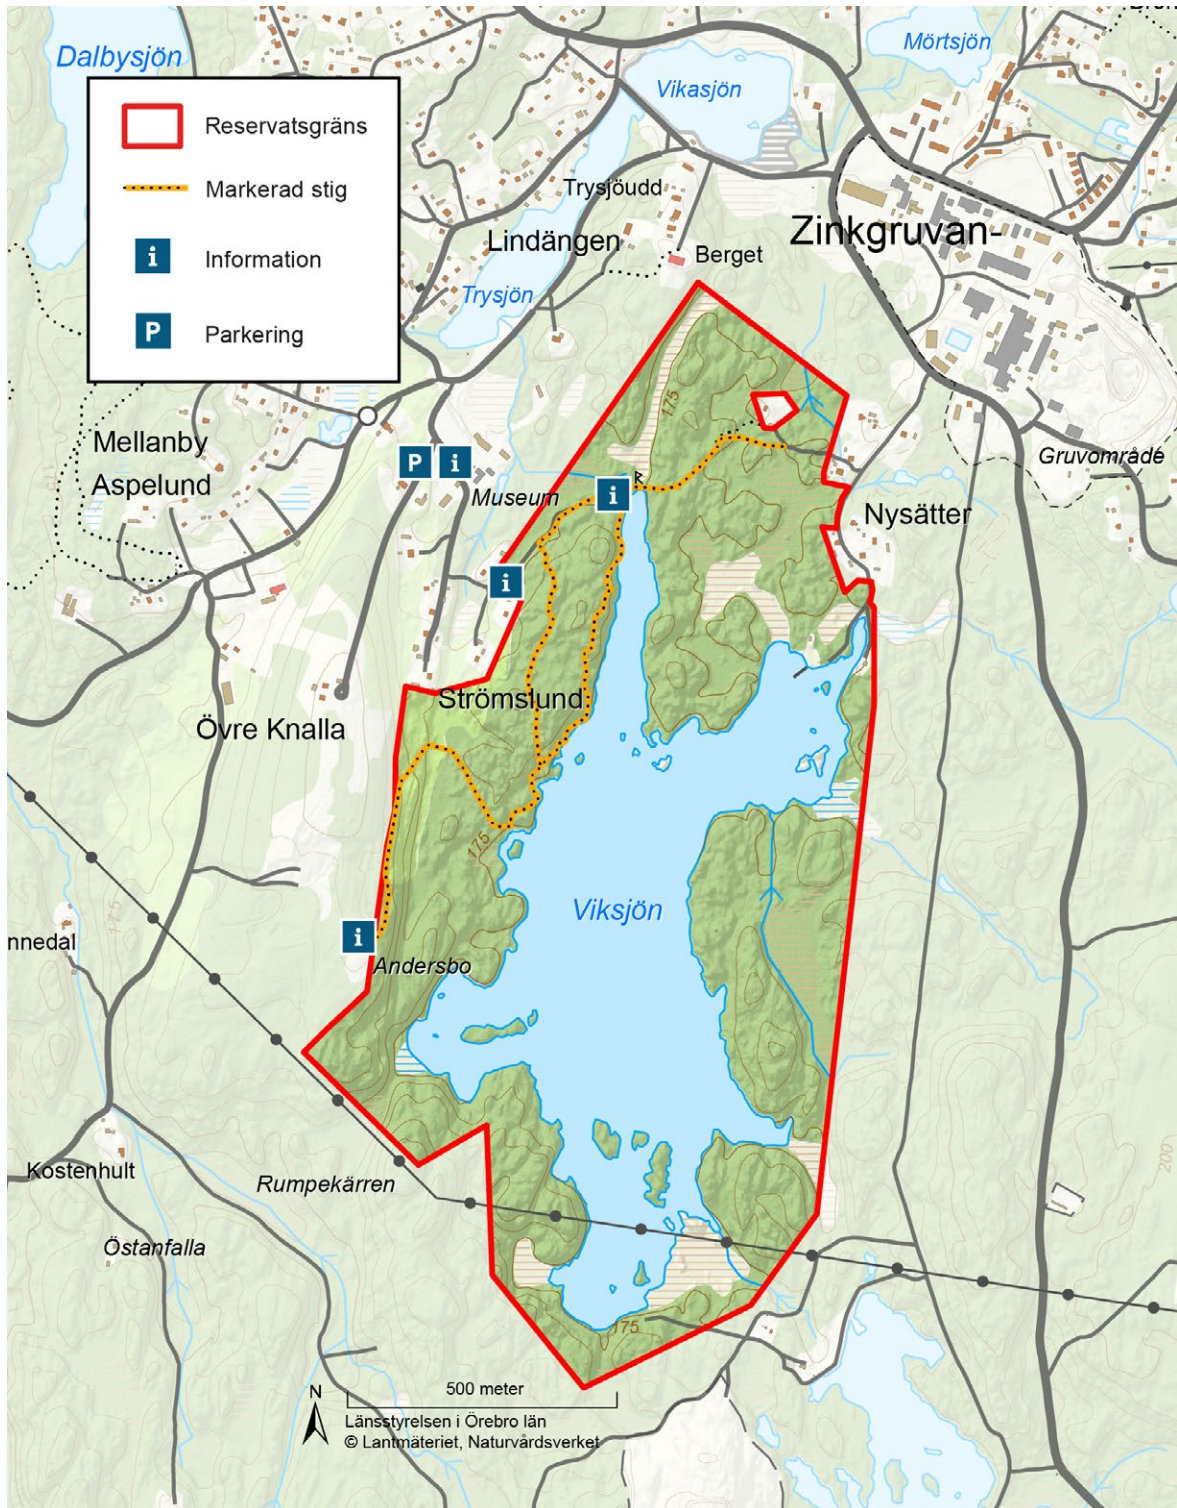 Dalbysjön
Mörtsjön
Vikasjön
Reservatsgräns
Markerad stig
i Information
P Parkering
Trysjöudd
Lindängen
Zinkgruvan-
Berget
Trysjön
Mellanby
Aspelund
175
Gruvområde
P i
Museum
i
R
Nysätter
i
Strömslund
Övre Knalla
175
175
Viksjön
nnedal
i
Andersbo
Kostenhult
200
Rumpekärren
Östanfalla
175
N
500 meter
Länsstyrelsen i Örebro län
© Lantmäteriet, Naturvårdsverket